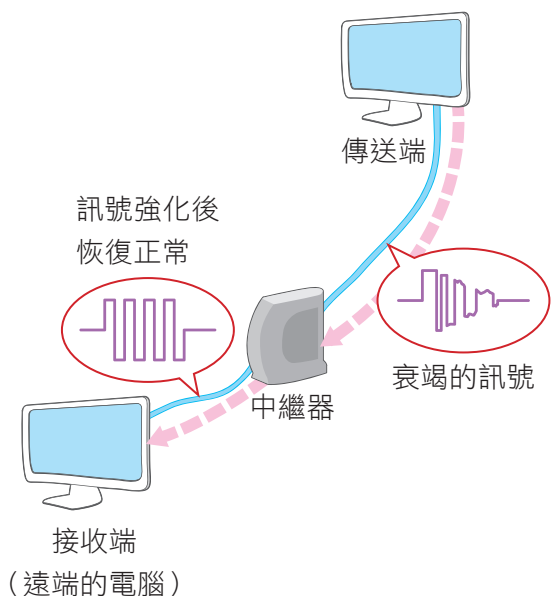 傳送端
訊號強化後
恢復正常
衰竭的訊號
中繼器
接收端
（遠端的電腦）